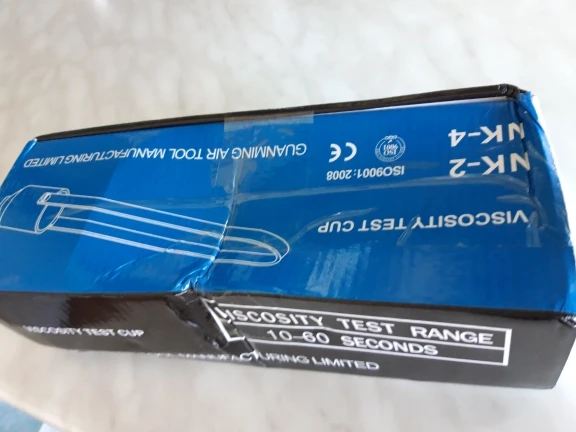 VISCOSITY TEST CUP
NK-2
NK-4
ISO9001:2008
CE
GUANMING AIR TOOL MANUFACTURING LIMITED
VISCOSITY TEST CUP
VISCOSITY TEST RANGE
10-60 SECONDS
MANUFACTURING LIMITED